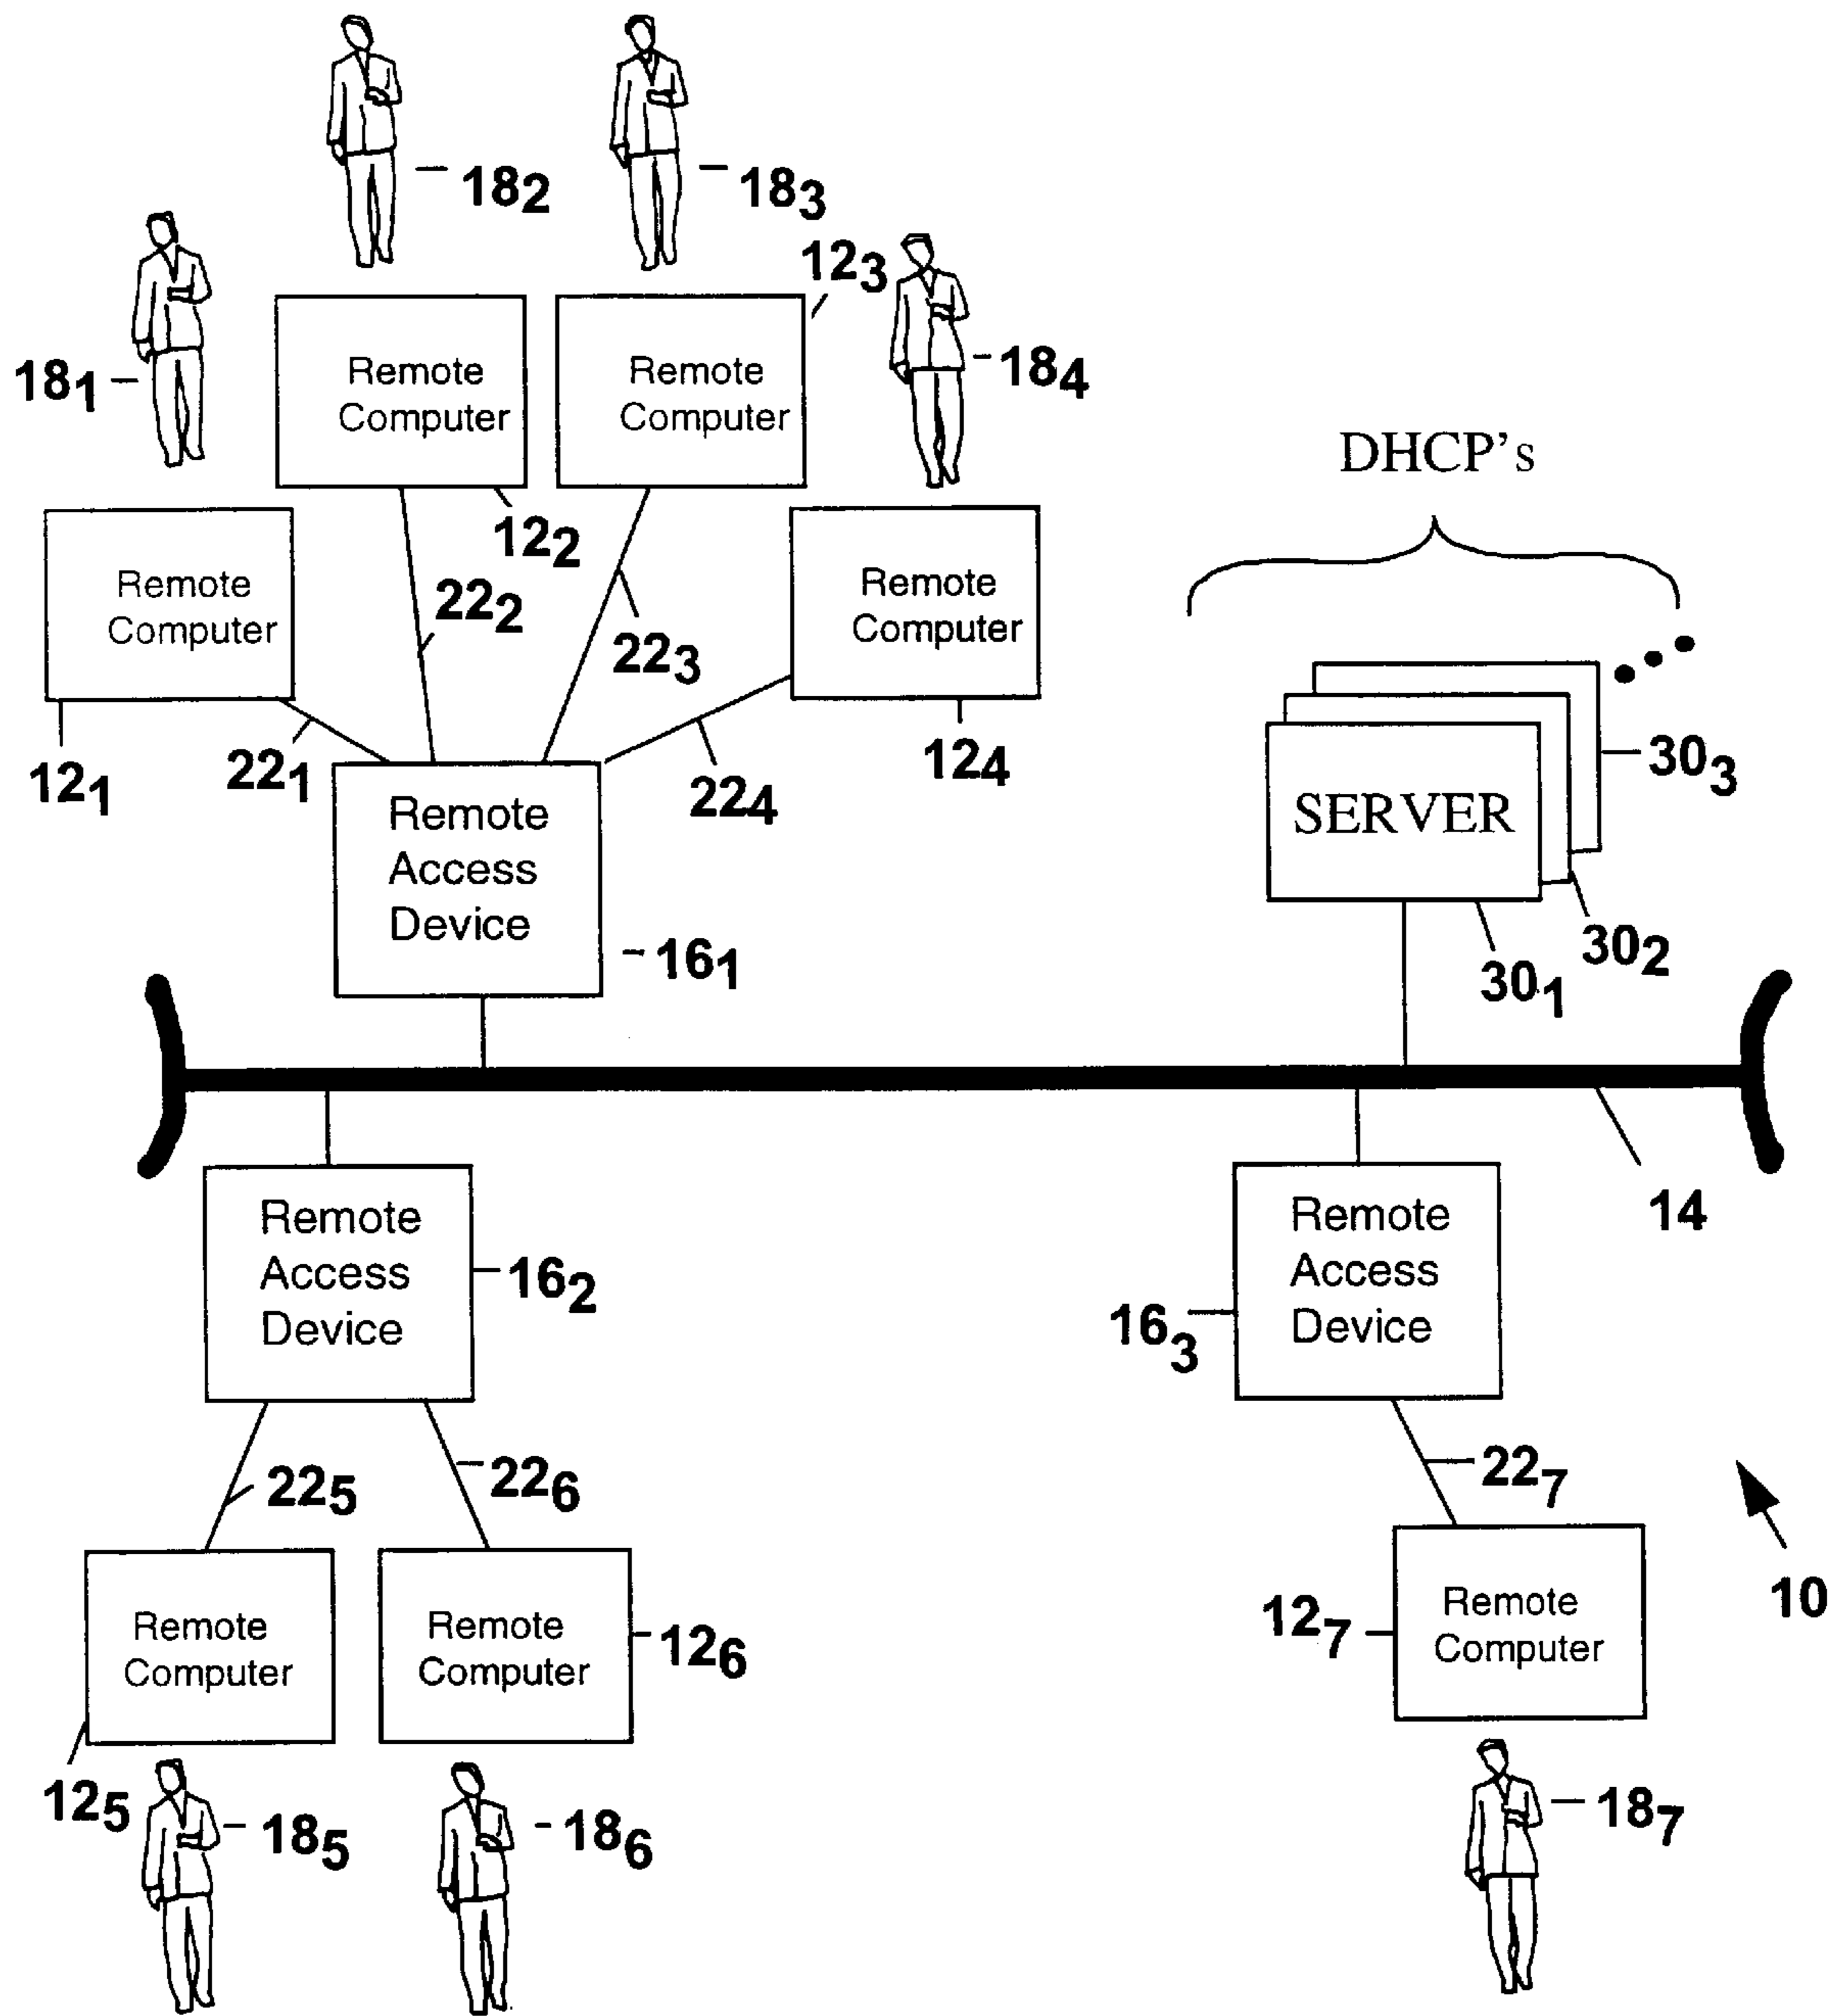 18₂
18₃
12₃
18₁
Remote
Computer
Remote
Computer
18₄
DHCP's
12₂
Remote
Computer
22₂
22₃
Remote
Computer
12₁
22₁
22₄
12₄
30₃
Remote
Access
Device
SERVER
16₁
30₂
30₁
Remote
Access
Device
16₂
14
Remote
Access
Device
16₃
22₅
22₆
22₇
10
Remote
Computer
Remote
Computer
12₆
12₇
Remote
Computer
12₅
18₅
18₆
18₇